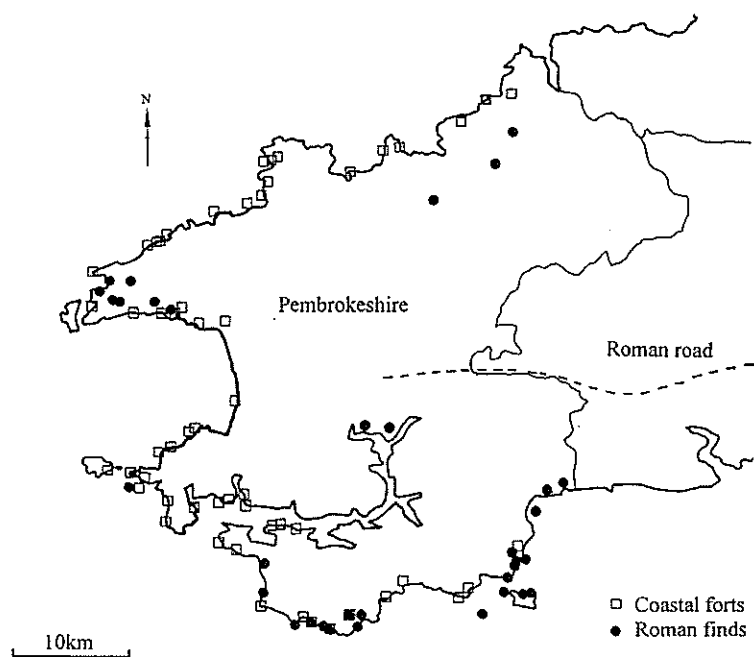 N
Pembrokeshire
Roman road
Coastal forts
Roman finds
10km